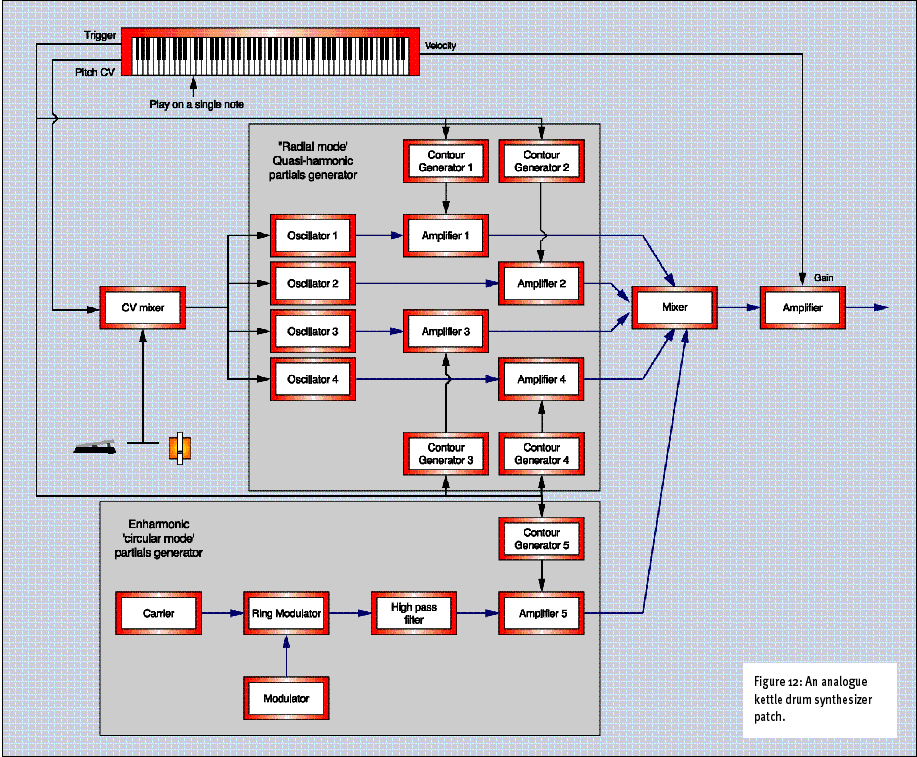 Trigger
Velocity
Pitch CV
Play on a single note
"Radial mode'
Quasi-harmonic
partials generator
Contour
Generator 1
Contour
Generator 2
Oscillator 1
Amplifier 1
Oscillator 2
Amplifier 2
Gain
CV mixer
Mixer
Amplifier
Oscillator 3
Amplifier 3
Oscillator 4
Amplifier 4
Contour
Generator 3
Contour
Generator 4
Enharmonic
'circular mode'
partials generator
Contour
Generator 5
Carrier
Ring Modulator
High pass
filter
Amplifier 5
Modulator
Figure 12: An analogue
kettle drum synthesizer
patch.